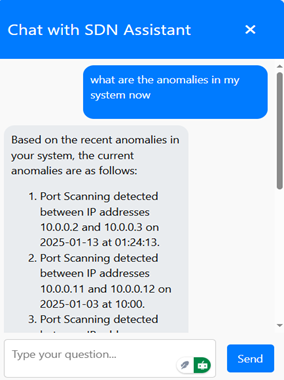 Chat with SDN Assistant ×
what are the anomalies in my
system now
Based on the recent anomalies in
your system, the current
anomalies are as follows:
1. Port Scanning detected
between IP addresses
10.0.0.2 and 10.0.0.3 on
2025-01-13 at 01:24:13.
2. Port Scanning detected
between IP addresses
10.0.0.11 and 10.0.0.12 on
2025-01-03 at 10:00.
3. Port Scanning detected
between IP addresses
Type your question...
Send